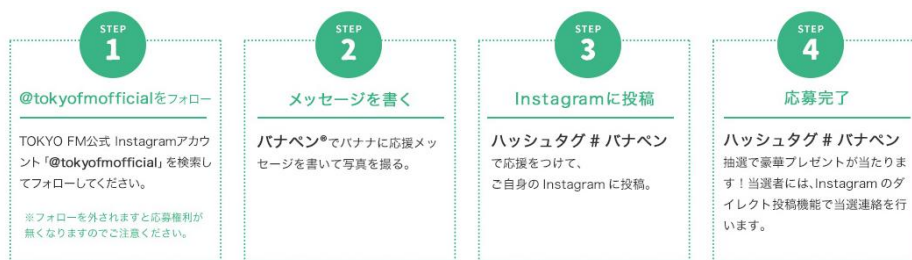 STEP
1
@tokyofmofficialをフォロー
TOKYO FM公式 Instagramアカウ
ント「@tokyofmofficial」を検索し
てフォローしてください。
※フォローを外されますと応募権利が
無くなりますのでご注意ください。
STEP
2
メッセージを書く
バナペン®でバナナに応援メッ
セージを書いて写真を撮る。
STEP
3
Instagramに投稿
ハッシュタグ # バナペン
で応援をつけて、
ご自身の Instagram に投稿。
STEP
4
応募完了
ハッシュタグ # バナペン
抽選で豪華プレゼントが当たりま
す！当選者には、Instagram のダ
イレクト投稿機能で当選連絡を行
います。